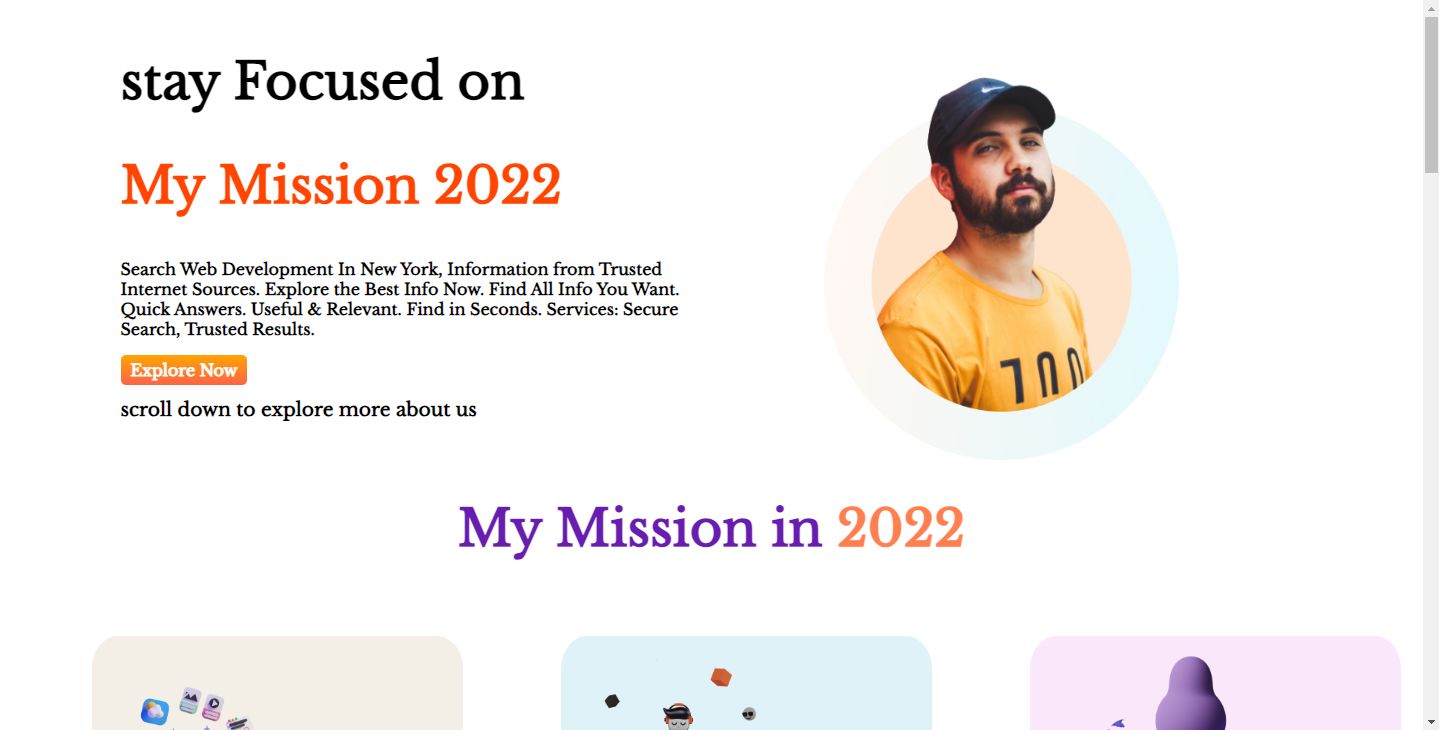 stay Focused on
My Mission 2022
Search Web Development In New York, Information from Trusted
Internet Sources. Explore the Best Info Now. Find All Info You Want.
Quick Answers. Useful & Relevant. Find in Seconds. Services: Secure
Search, Trusted Results.
Explore Now
scroll down to explore more about us
My Mission in 2022